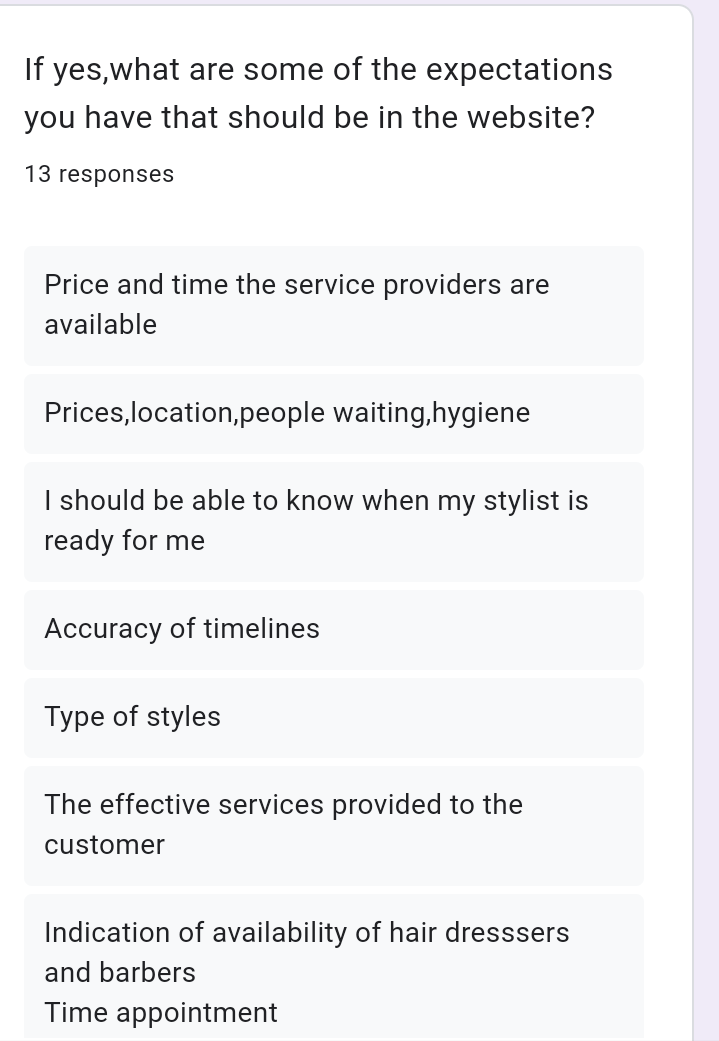 If yes,what are some of the expectations
you have that should be in the website?
13 responses
Price and time the service providers are
available
Prices,location,people waiting,hygiene
I should be able to know when my stylist is
ready for me
Accuracy of timelines
Type of styles
The effective services provided to the
customer
Indication of availability of hair dresssers
and barbers
Time appointment